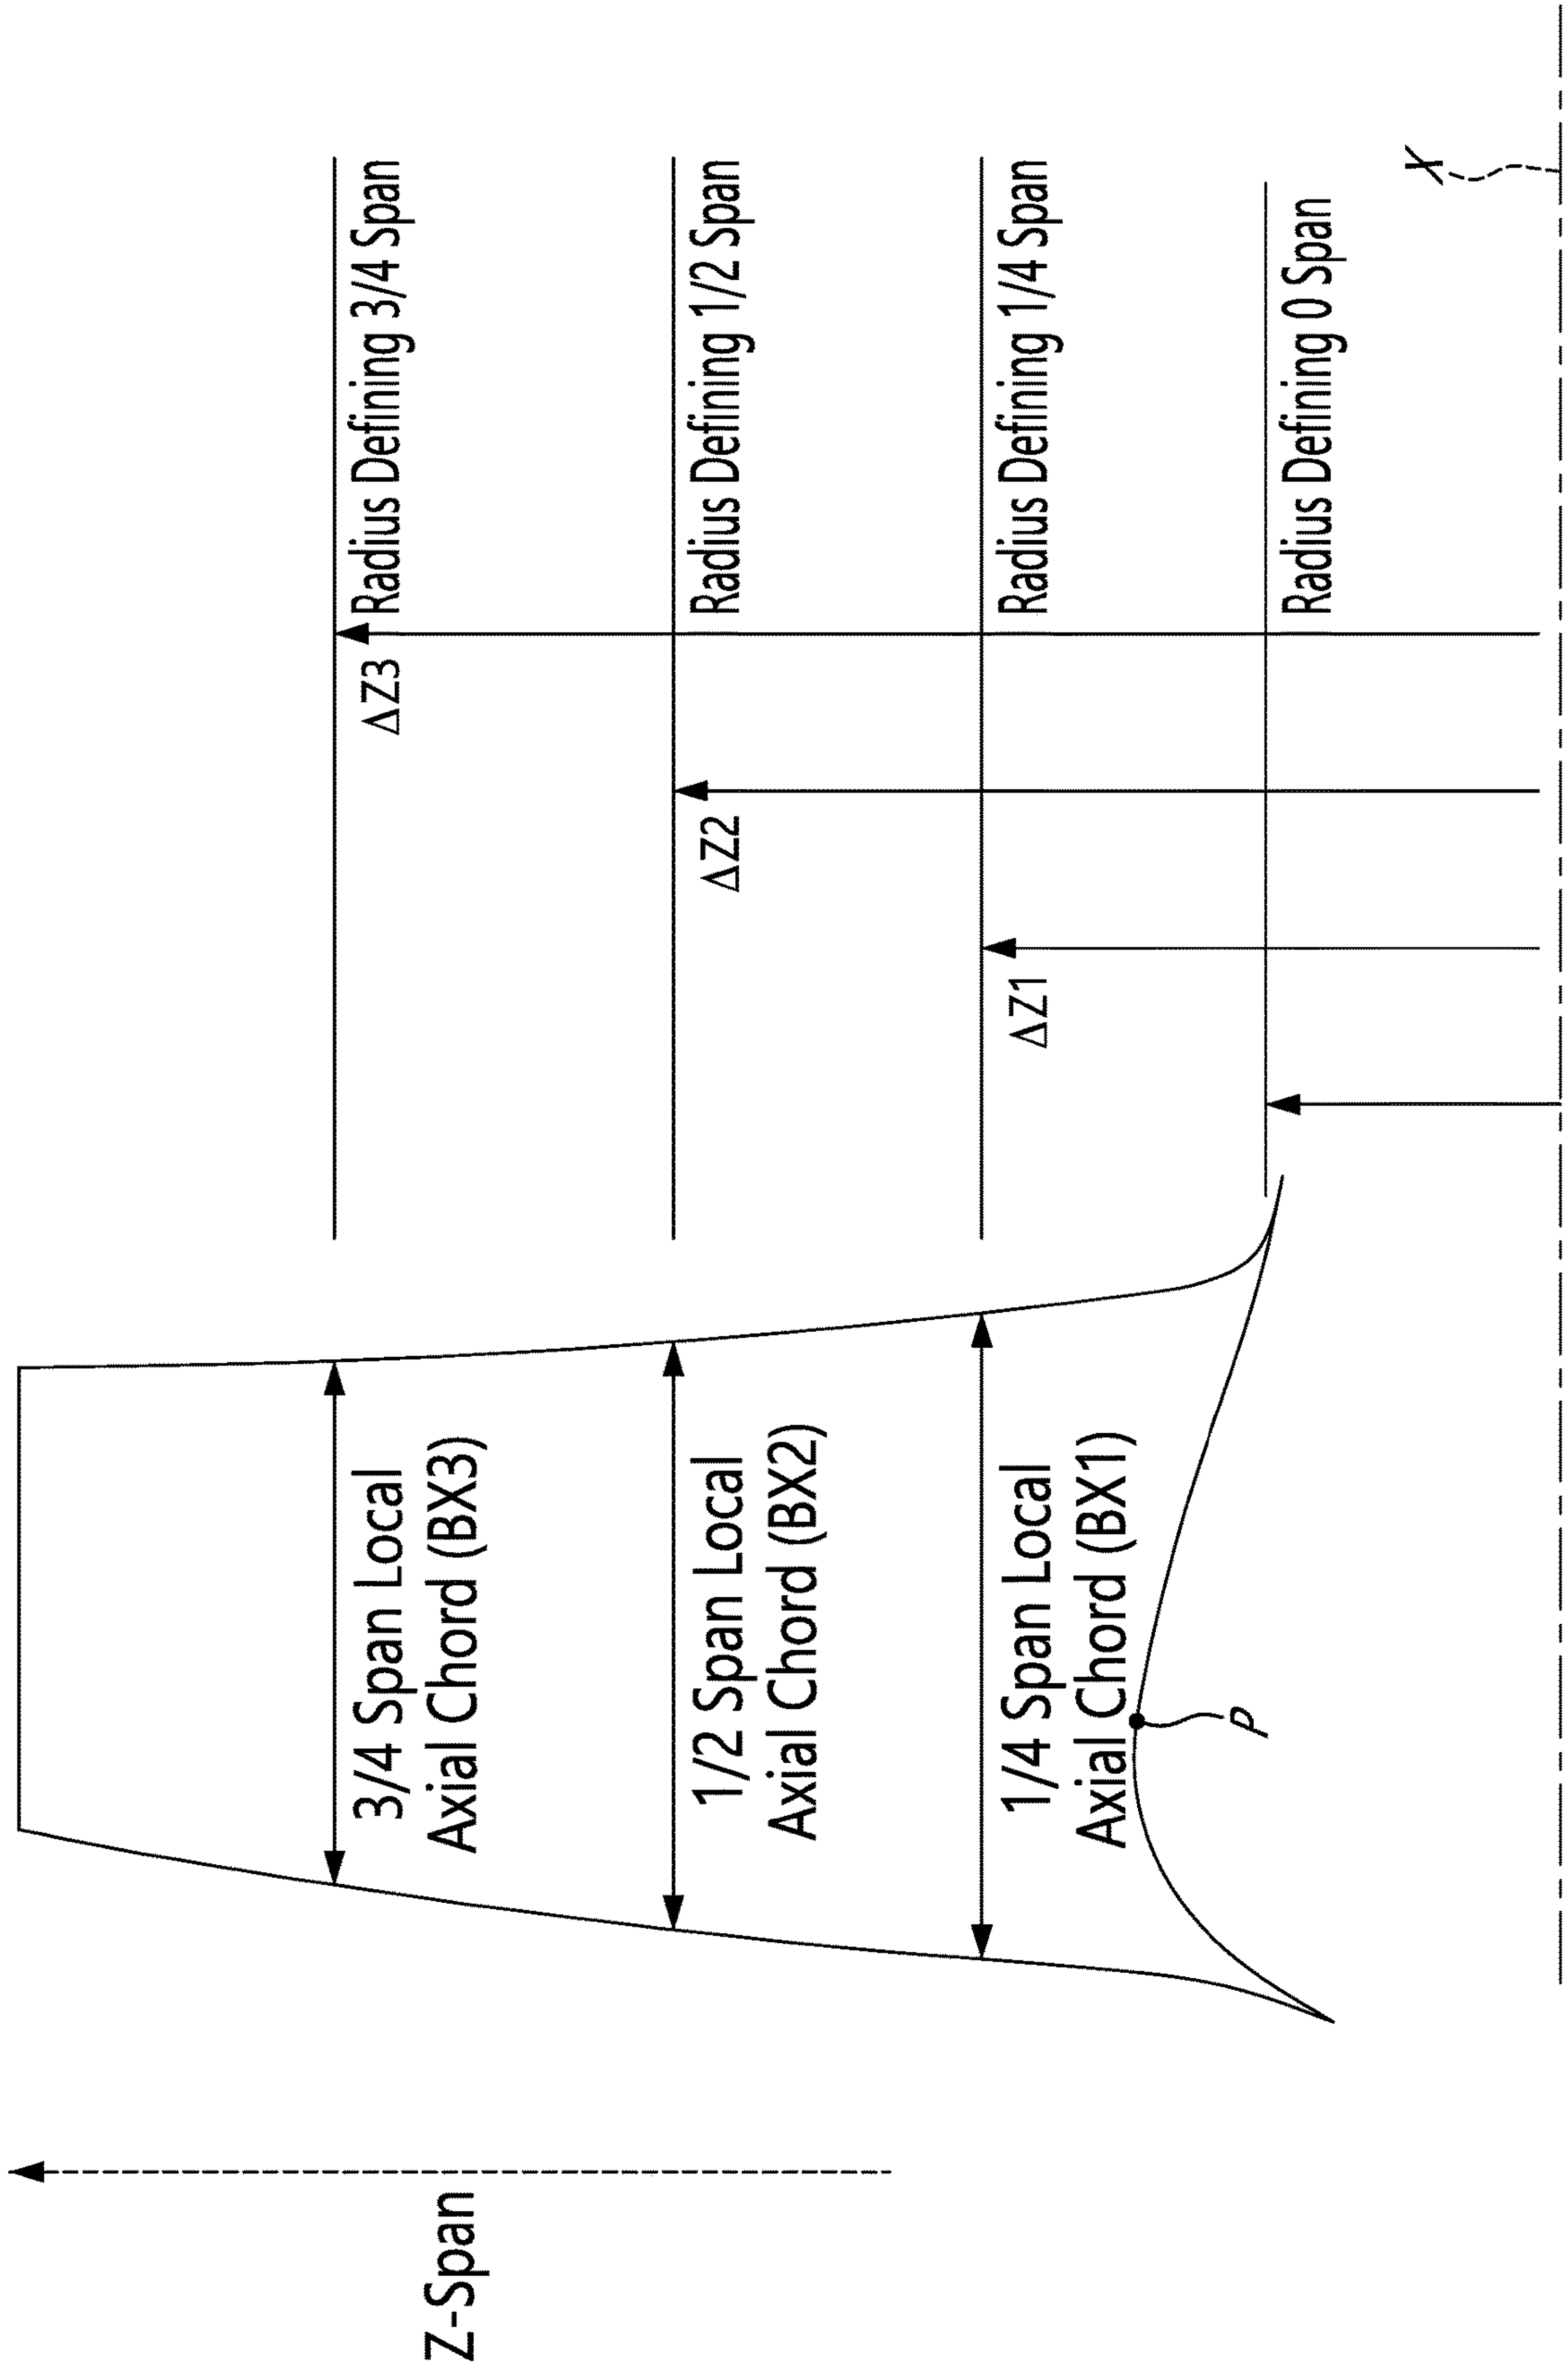 Z-Span
3/4 Span Local
Axial Chord (BX3)
1/2 Span Local
Axial Chord (BX2)
1/4 Span Local
Axial Chord (BX1)
P
ΔZ3
Radius Defining 3/4 Span
ΔZ2
Radius Defining 1/2 Span
ΔZ1
Radius Defining 1/4 Span
Radius Defining 0 Span
X